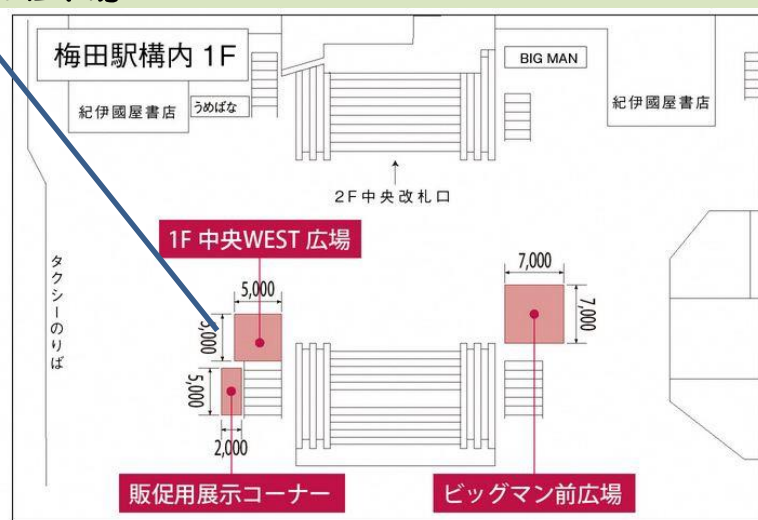 梅田駅構内 1F
BIG MAN
紀伊國屋書店
うめばな
紀伊國屋書店
2F中央改札口
1F 中央WEST 広場
タクシーのりば
5,000
7,000
7,000
5,000
2,000
販促用展示コーナー
ビッグマン前広場